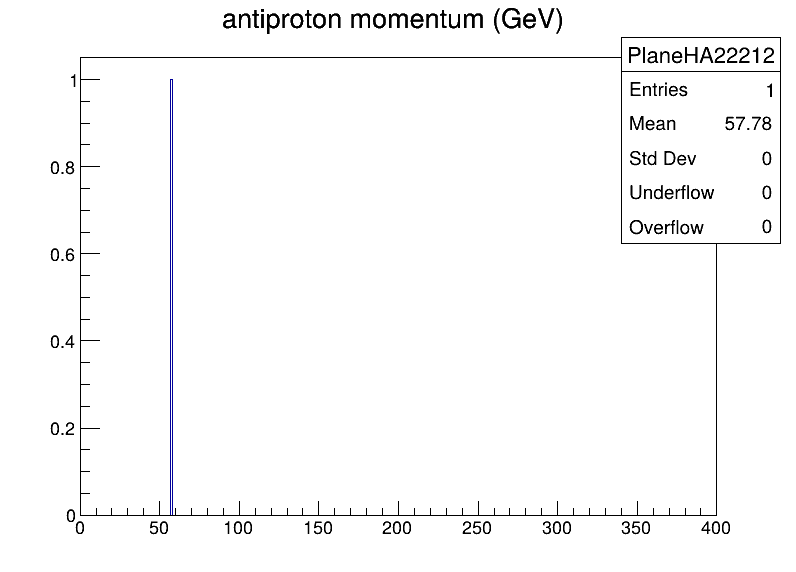 antiproton momentum (GeV)
PlaneHA22212
Entries 1
Mean 57.78
Std Dev 0
Underflow 0
Overflow 0
1
0.8
0.6
0.4
0.2
0
0 50 100 150 200 250 300 350 400